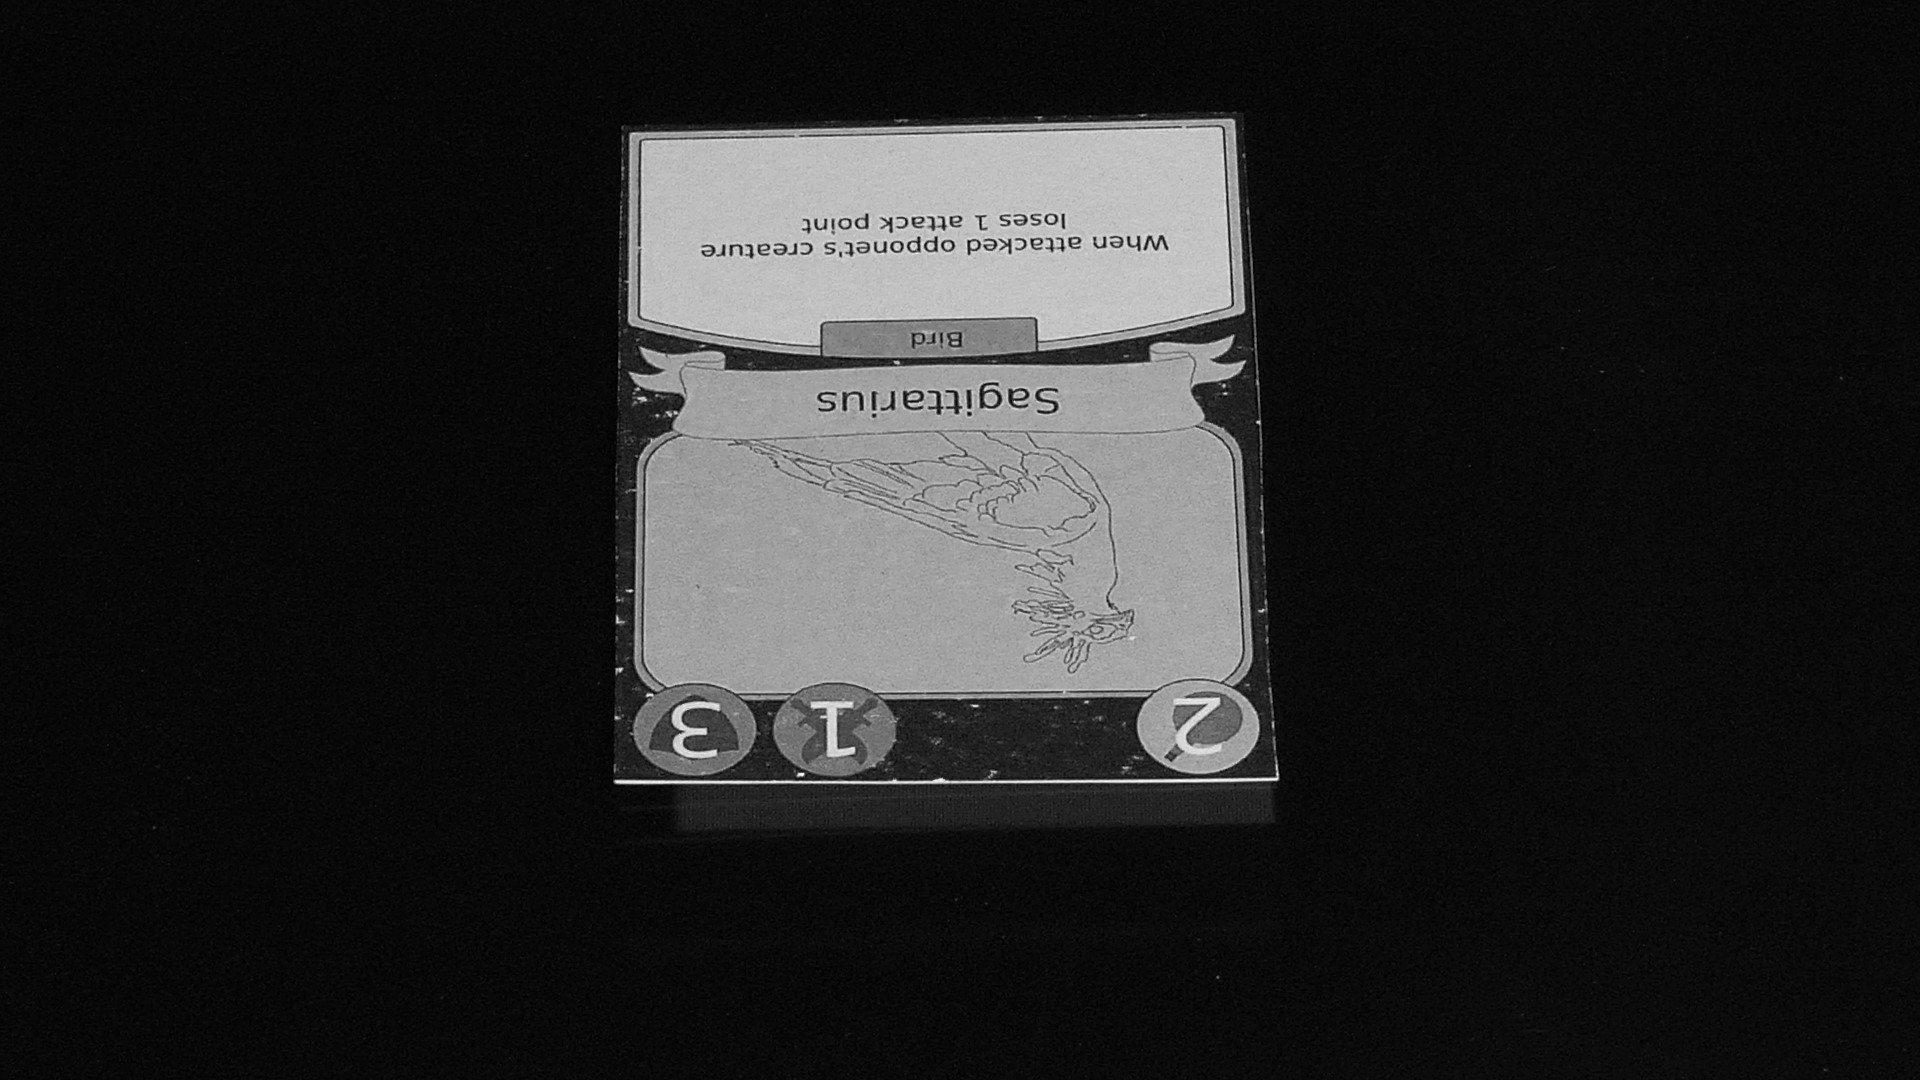 2 1 3
Sagittarius
Bird
When attacked opponet's creature
loses 1 attack point